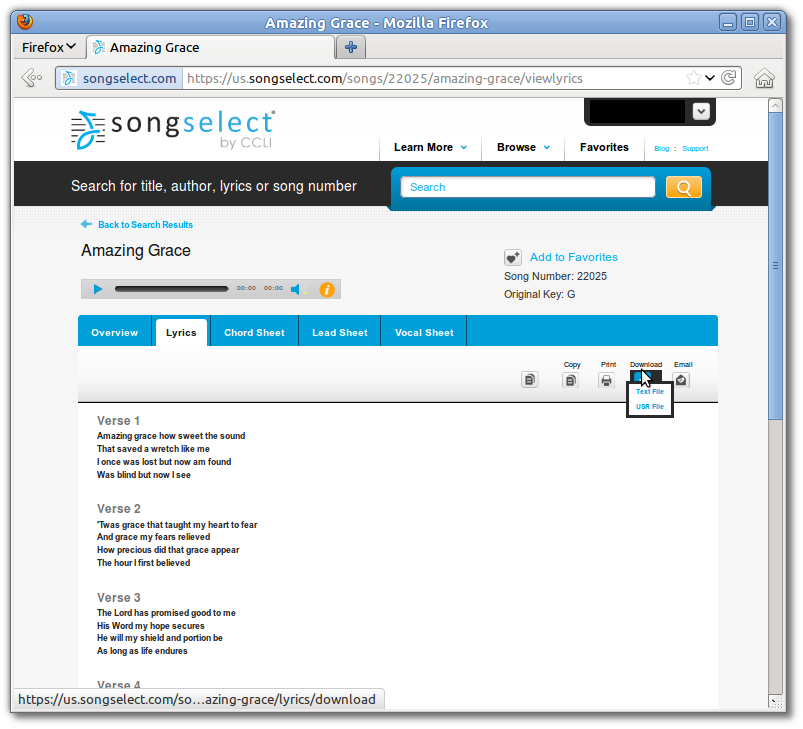 Amazing Grace - Mozilla Firefox
Firefox
Amazing Grace
songselect.com https://us.songselect.com/songs/22025/amazing-grace/viewlyrics
songselect
by CCLI
Learn More Browse Favorites Blog : Support
Search for title, author, lyrics or song number
Search
Back to Search Results
Amazing Grace
Add to Favorites
Song Number: 22025
Original Key: G
00:00 00:00
Overview Lyrics Chord Sheet Lead Sheet Vocal Sheet
Copy Print Download Email
Text File
USR File
Verse 1
Amazing grace how sweet the sound
That saved a wretch like me
I once was lost but now am found
Was blind but now I see
Verse 2
'Twas grace that taught my heart to fear
And grace my fears relieved
How precious did that grace appear
The hour I first believed
Verse 3
The Lord has promised good to me
His Word my hope secures
He will my shield and portion be
As long as life endures
Verse 4
https://us.songselect.com/so...azing-grace/lyrics/download